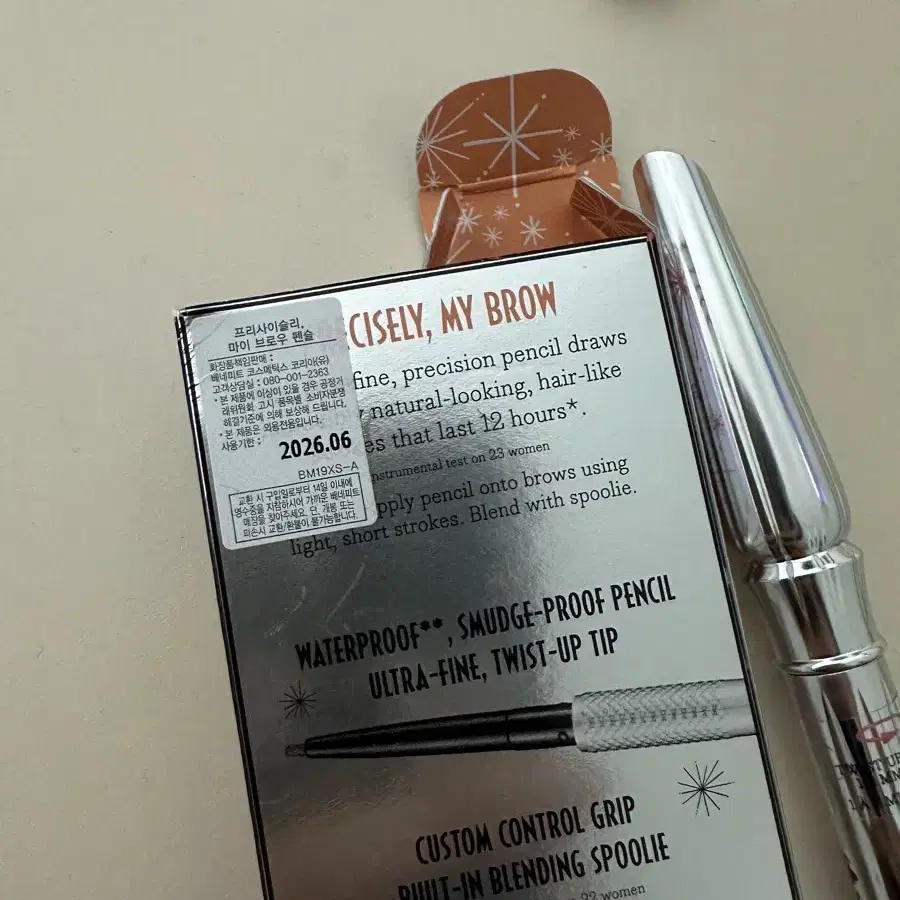 프리사이슬리,
마이 브로우 펜슬
화장품책임판매 :
베네피트 코스메틱스 코리아(유)
고객상담실 : 080-001-2363
* 본 제품에 이상이 있을 경우 공정거
래위원회 고시 품목별 소비자분쟁
해결기준에 의해 보상해 드립니다.
* 본 제품은 외용전용입니다.
사용기한 :
2026.06
BM19XS-A
교환 시 구입일로부터 14일 이내에
영수증을 지참하시어 가까운 베네피트
매장을 찾아주세요. 단, 개봉 또는
파손시 교환/환불이 불가능합니다.
CISELY, MY BROW
fine, precision pencil draws
natural-looking, hair-like
es that last 12 hours*.
nstrumental test on 23 women
pply pencil onto brows using
light, short strokes. Blend with spoolie.
WATERPROOF**, SMUDGE-PROOF PENCIL
ULTRA-FINE, TWIST-UP TIP
CUSTOM CONTROL GRIP
BUILT-IN BLENDING SPOOLIE
women